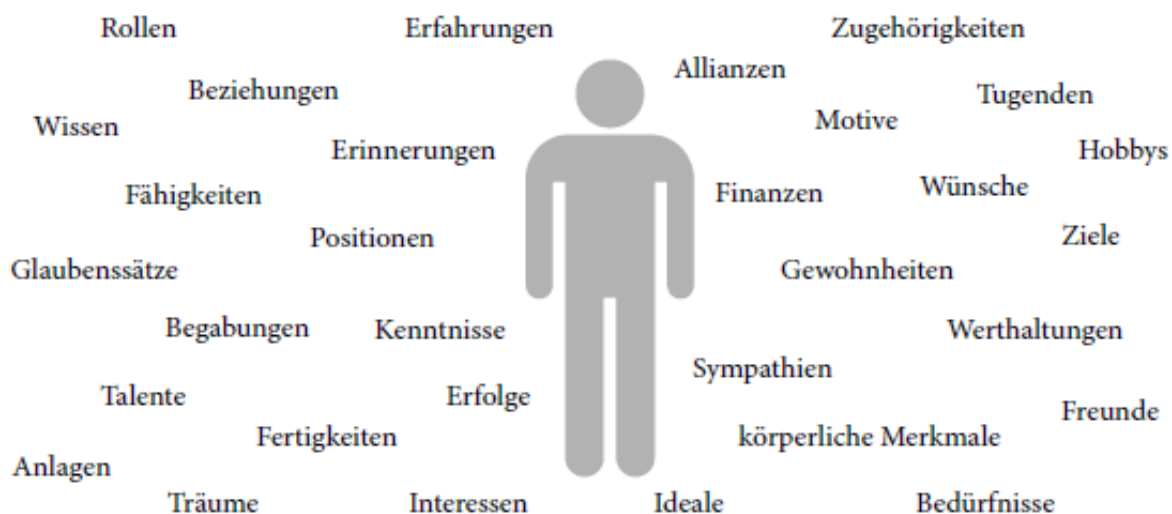 Rollen
Erfahrungen
Zugehörigkeiten
Allianzen
Beziehungen
Tugenden
Wissen
Motive
Erinnerungen
Hobbys
Fähigkeiten
Finanzen
Wünsche
Positionen
Ziele
Glaubenssätze
Gewohnheiten
Begabungen
Kenntnisse
Werthaltungen
Sympathien
Talente
Erfolge
Freunde
Fertigkeiten
körperliche Merkmale
Anlagen
Träume
Interessen
Ideale
Bedürfnisse